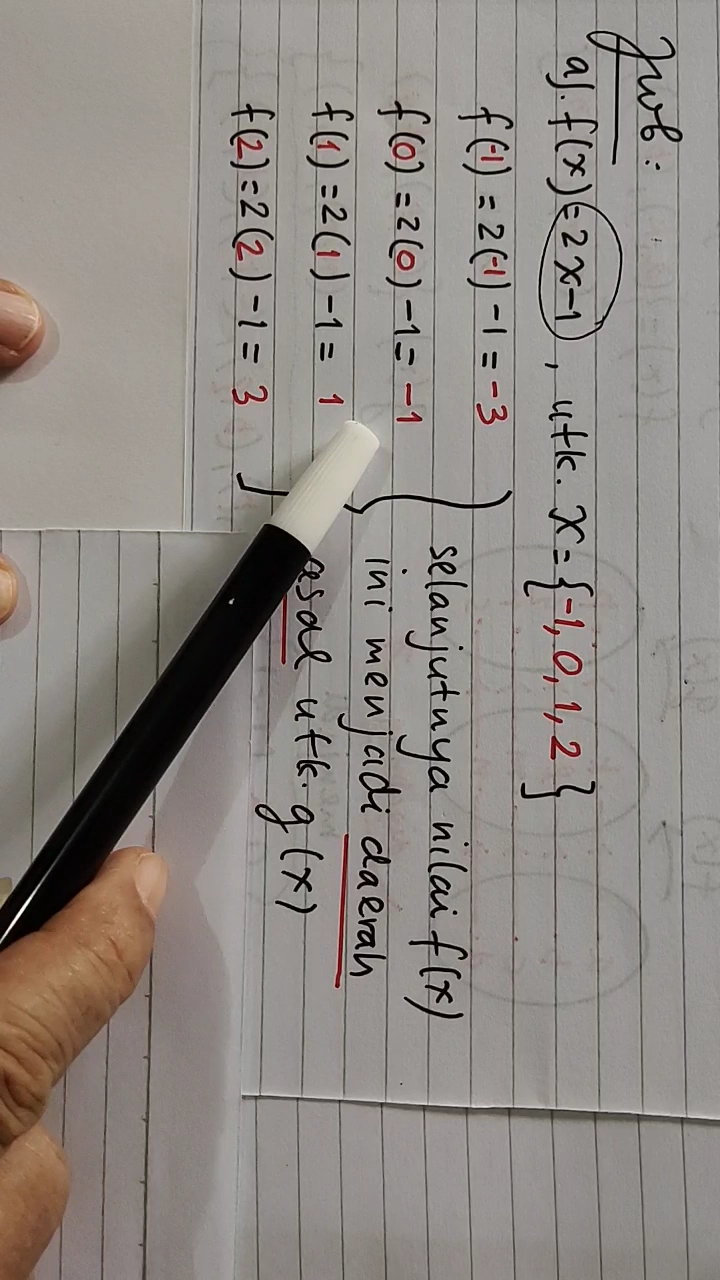 Jwb:
a). f(x) = 2x-1, utk. x = {-1, 0, 1, 2}
f(-1) = 2(-1) - 1 = -3
f(0) = 2(0) - 1 = -1
f(1) = 2(1) - 1 = 1
f(2) = 2(2) - 1 = 3
selanjutnya nilai f(x)
ini menjadi daerah
asal utk. g(x)